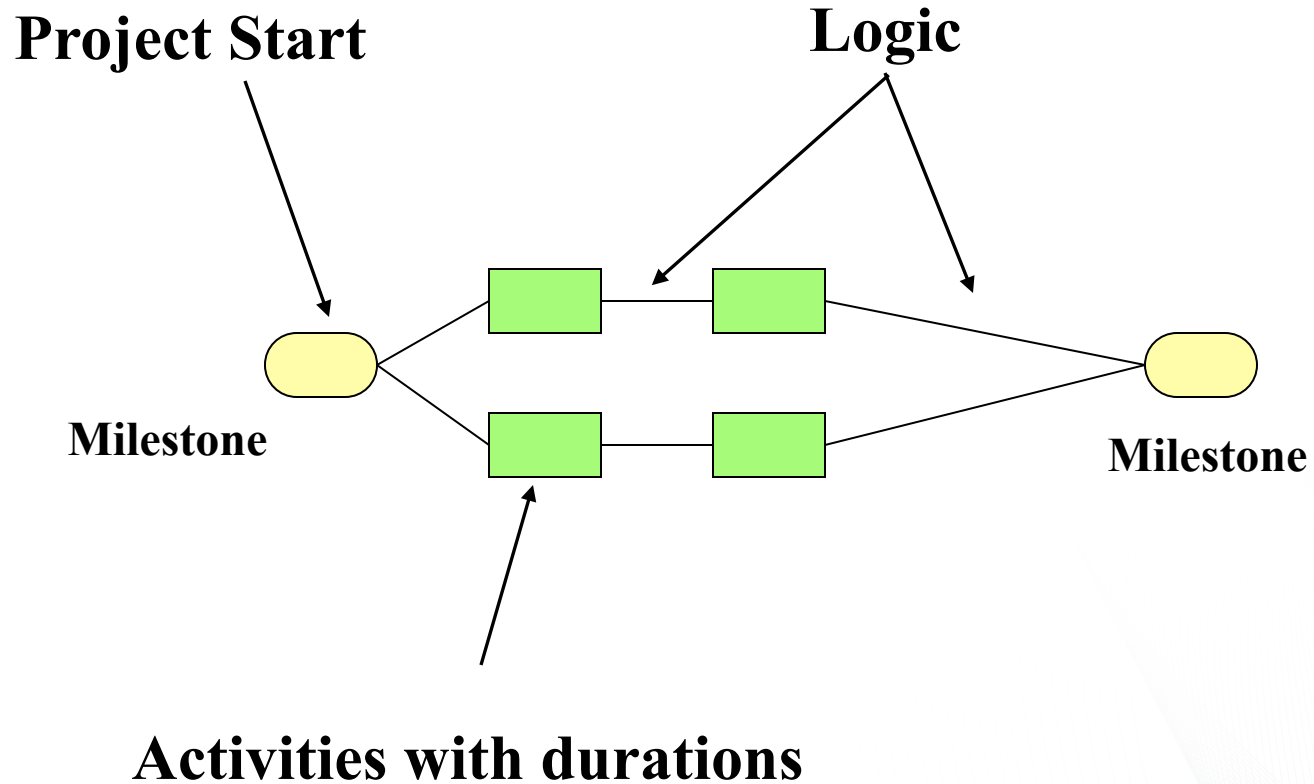 Project Start
Logic
Milestone
Milestone
Activities with durations